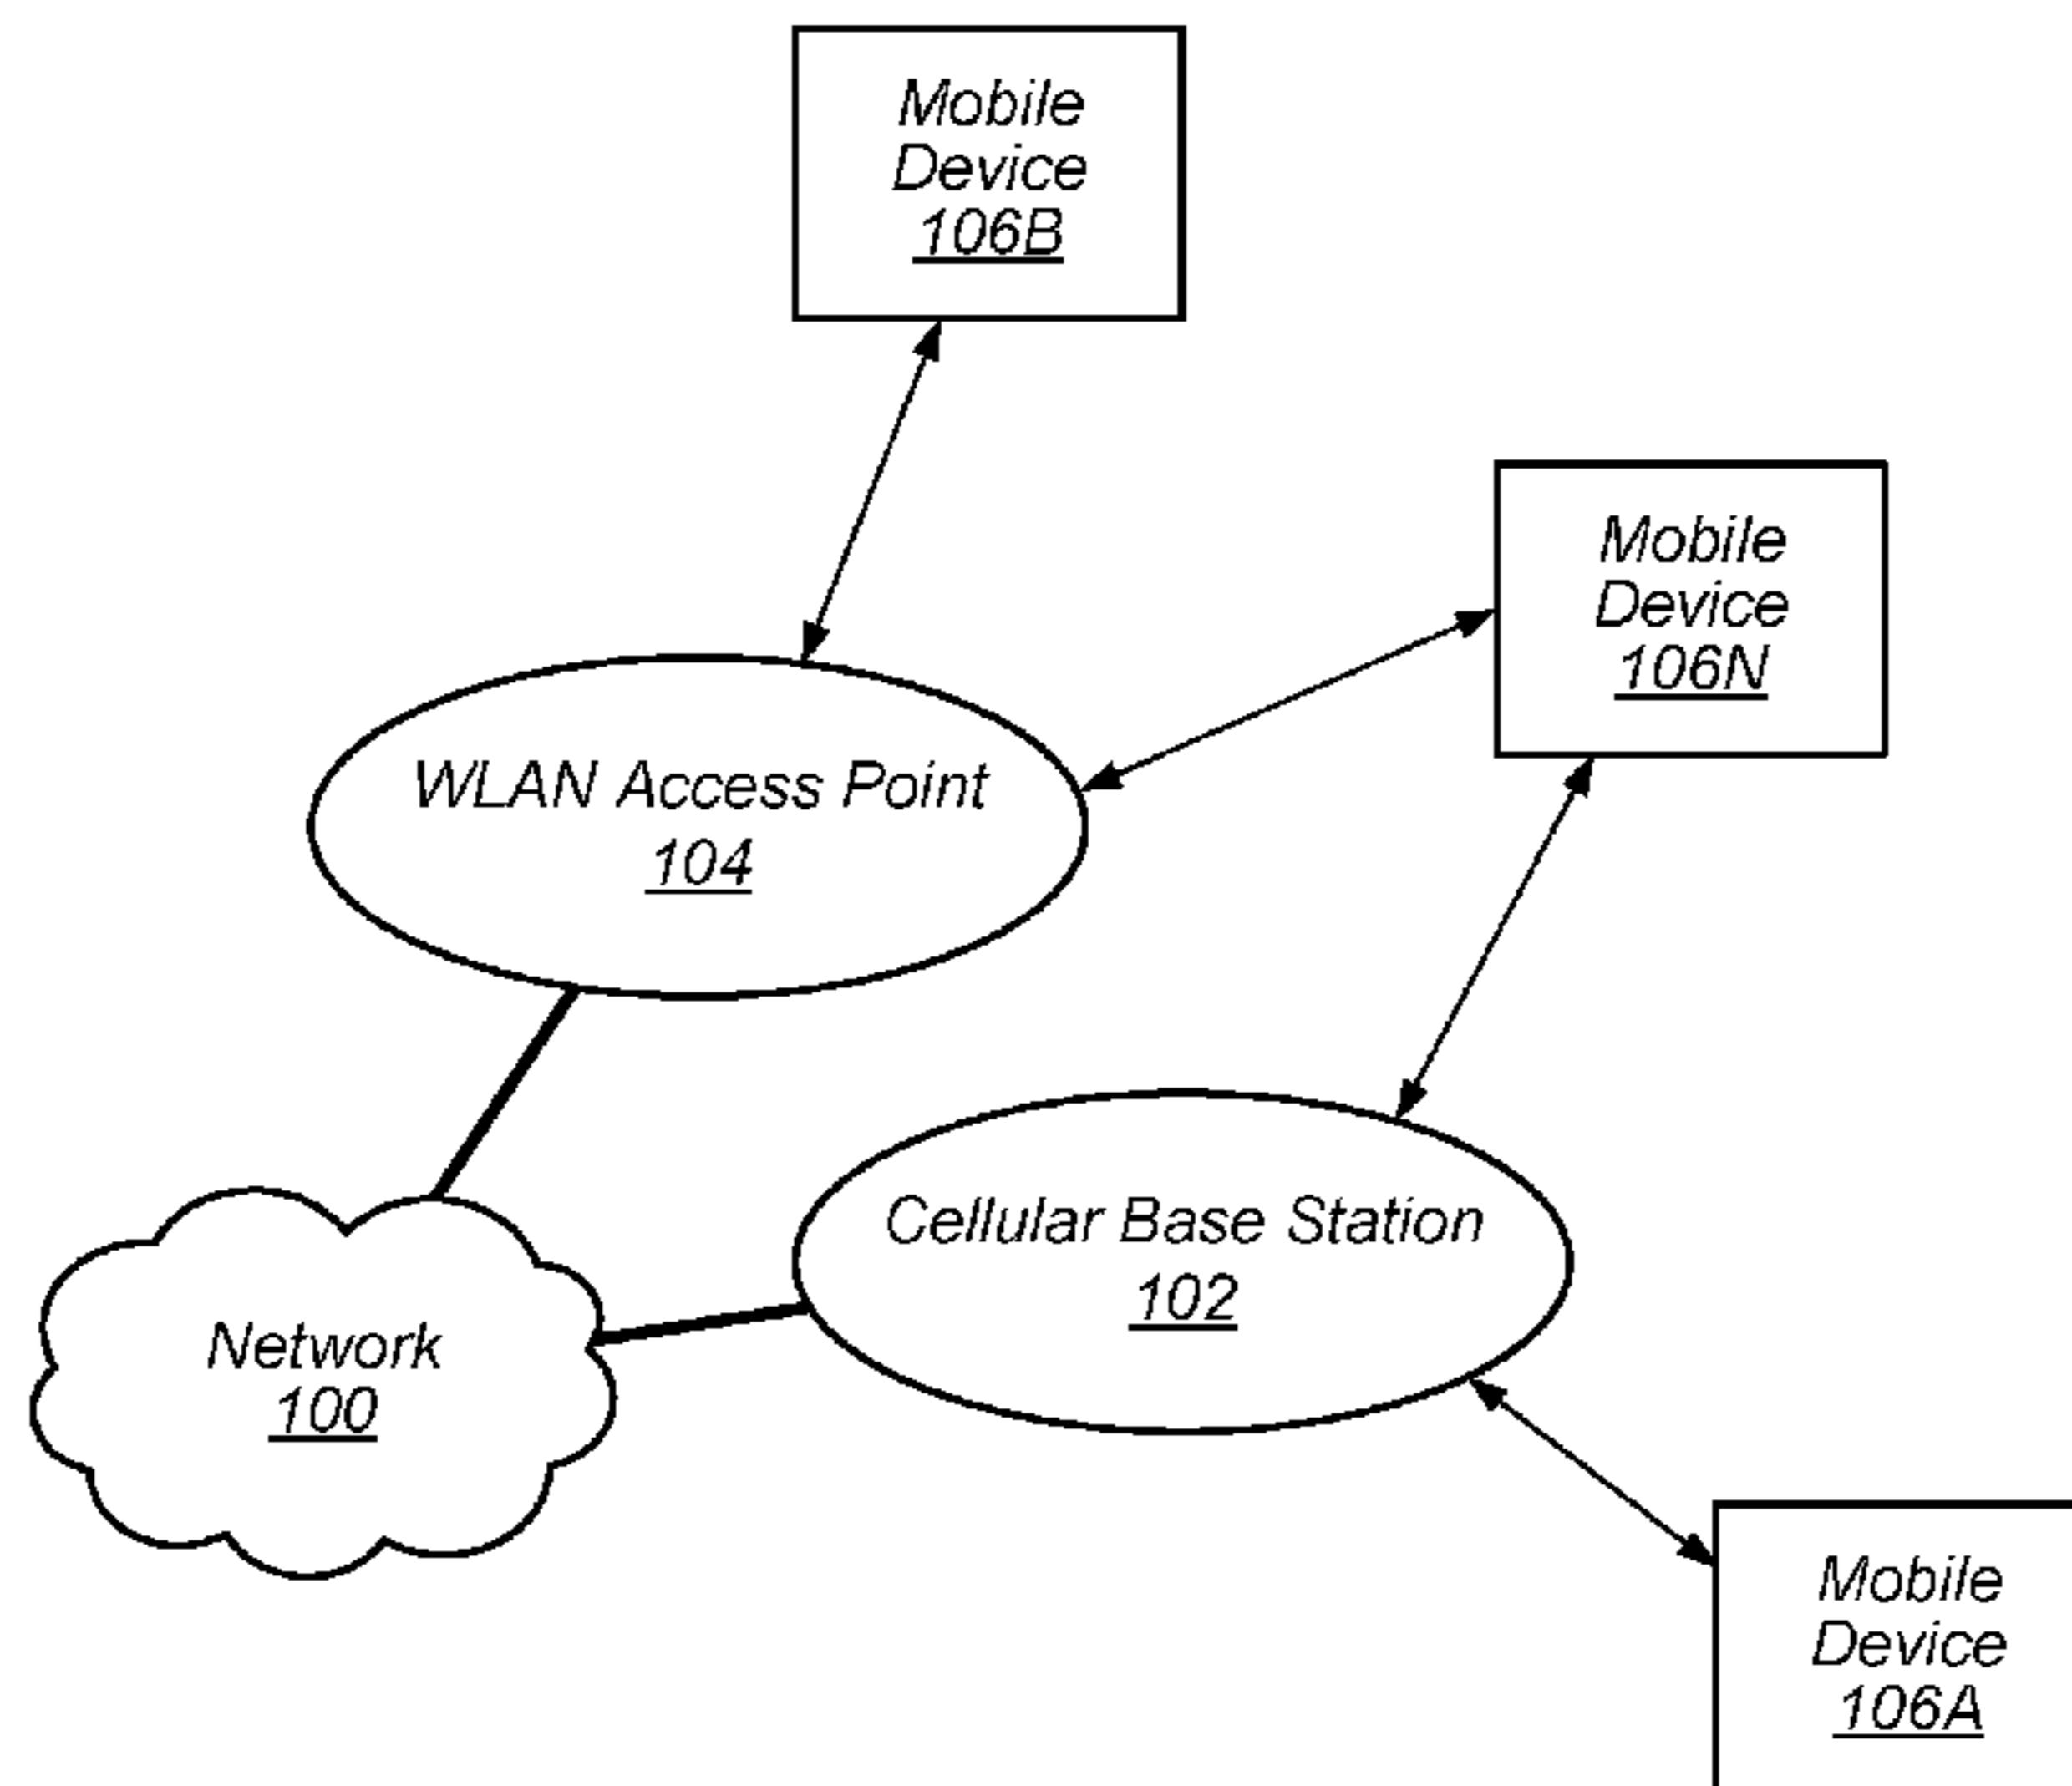 Mobile
Device
106B
Mobile
Device
106N
WLAN Access Point
104
Cellular Base Station
102
Network
100
Mobile
Device
106A